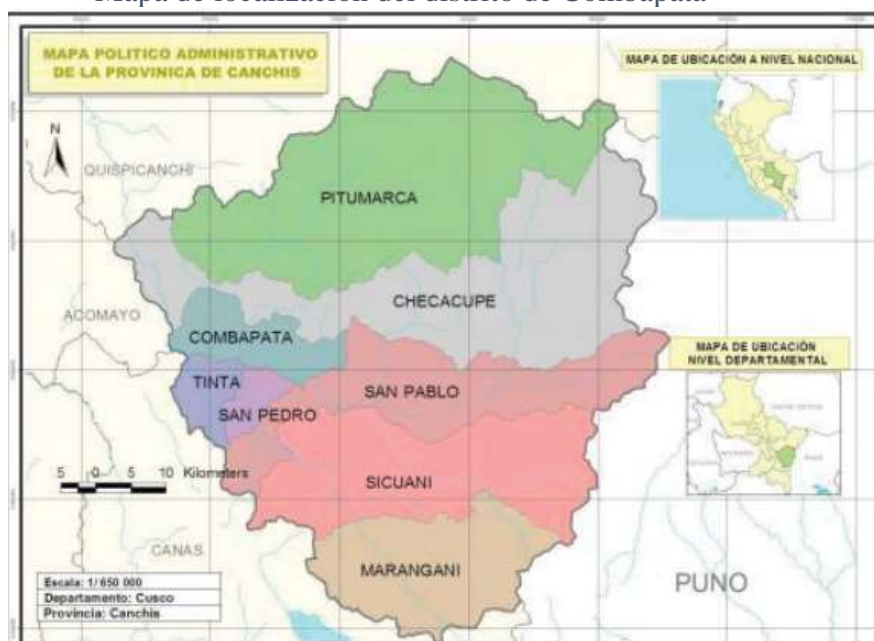 Mapa de localización del distrito de Combapata
MAPA POLITICO ADMINISTRATIVO
DE LA PROVINICA DE CANCHIS
MAPA DE UBICACIÓN A NIVEL NACIONAL
N
QUISPICANCHI
PITUMARCA
CHECACUPE
ACOMAYO
COMBAPATA
MAPA DE UBICACIÓN
NIVEL DEPARTAMENTAL
TINTA
SAN PABLO
SAN PEDRO
5 0 5 10 Kilometers
SICUANI
CANAS
MARANGANI
PUNO
Escala: 1/ 650 000
Departamento: Cusco
Provincia: Canchis